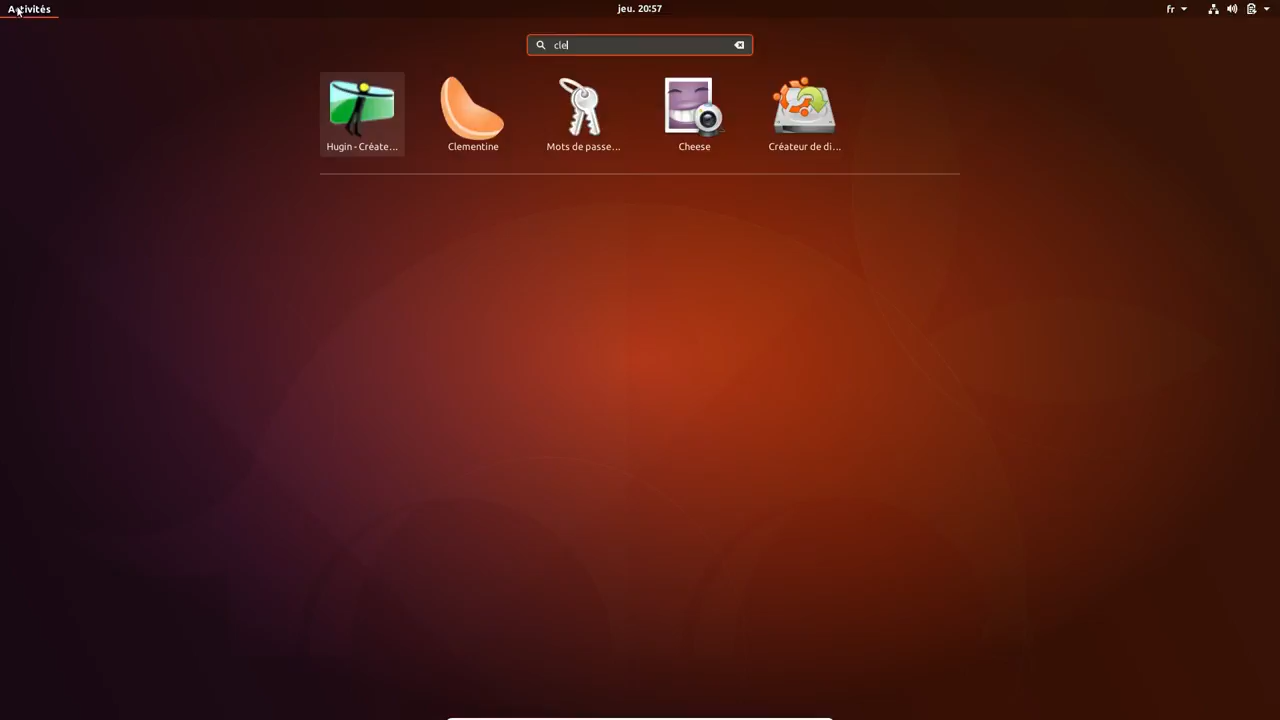 Activités
jeu. 20:57
fr
cle
Hugin - Créate...
Clementine
Mots de passe...
Cheese
Créateur de di...